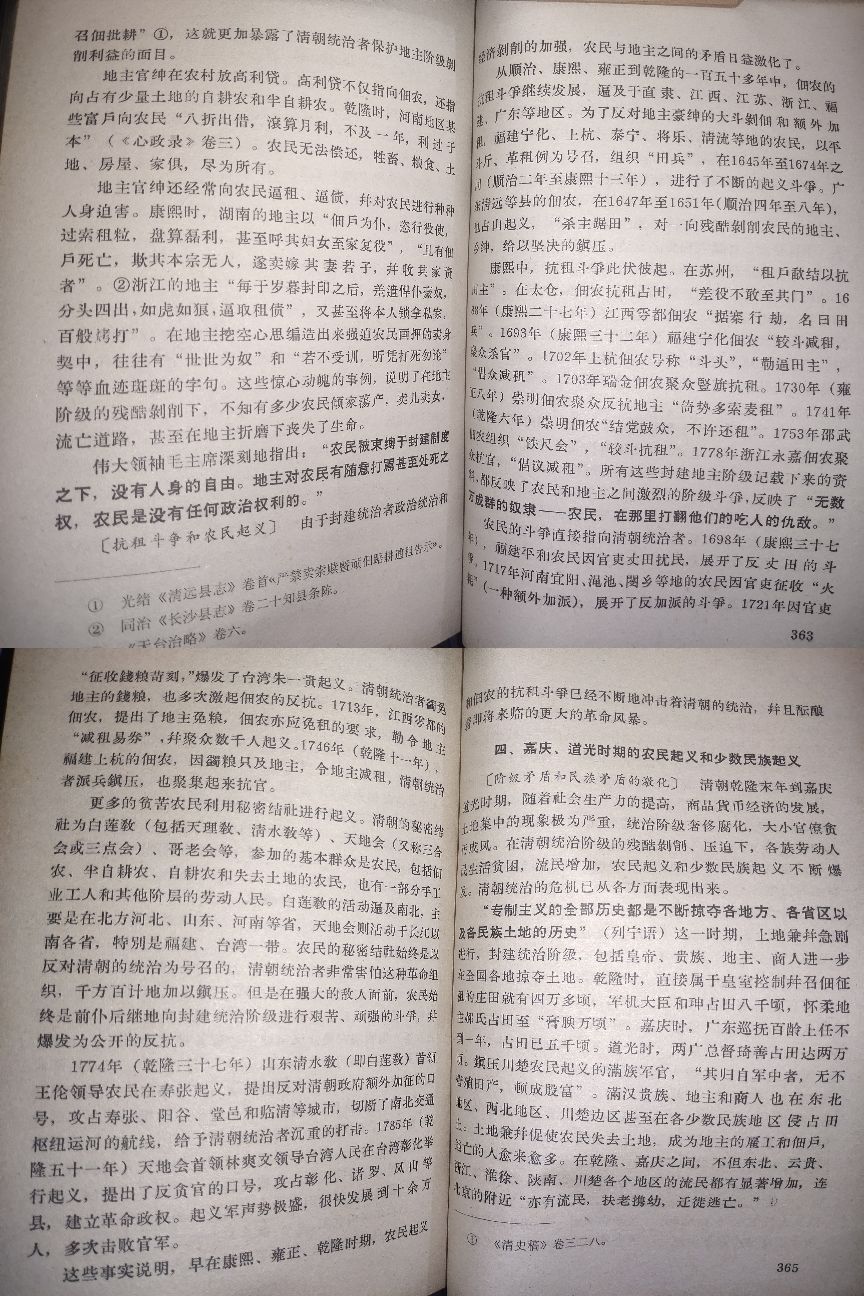 召佃批耕”①，这就更加暴露了清朝统治者保护地主阶级剝
削利益的面目。
地主官绅在农村放高利贷。高利贷不仅指向佃农，还指
向占有少量土地的自耕农和半自耕农。乾隆时，河南地区某
些富戶向农民“八折出借，滾算月利，不及一年，利过于
本”（《心政录》卷三）。农民无法偿还，牲畜、粮食、土
地、房屋、家俱，尽为所有。
地主官绅还经常向农民逼租、逼债，幷对农民进行种种
人身迫害。康熙时，湖南的地主以“佃戶为仆，恣行役使，
过索租粒，盘算磊利，甚至呼其妇女至家复役”，“凡有佃
戶死亡，欺其本宗无人，遂卖嫁其妻若子，幷收其家资
者”。②浙江的地主“每于岁暮封印之后，羌遣悍仆豪奴，
分头四出，如虎如狼，逼取租债”，又甚至将本人锁拿私家，
百般烤打”。在地主挖空心思编造出来强迫农民画押的卖身
契中，往往有“世世为奴”和“若不受训，听凭打死勿论”
等等血迹斑斑的字句。这些惊心动魄的事例，说明了在地主
阶级的残酷剝削下，不知有多少农民倾家荡产、卖儿卖女，
流亡道路，甚至在地主折磨下丧失了生命。
伟大领袖毛主席深刻地指出：“农民被束缚于封建制度
之下，没有人身的自由。地主对农民有随意打骂甚至处死之
权，农民是没有任何政治权利的。”
〔抗租斗争和农民起义〕 由于封建统治者政治统治和
① 光绪《清远县志》卷首
② 同治《长沙县志》卷二十知县条陈。
《天台治略》卷六。
经济剝削的加强，农民与地主之间的矛盾日益激化了。
从顺治、康熙、雍正到乾隆的一百五十多年中，佃农的
抗租斗爭继续发展，遍及于直隶、江西、江苏、浙江、福
建、广东等地区。为了反对地主豪绅的大斗剝佃和额外加
租，福建宁化、上杭、泰宁、将乐、清流等地的农民，以平
斗斤、革租例为号召，组织“田兵”，在1645年至1674年之
间（顺治二年至康熙十三年），进行了不断的起义斗爭。广
东清远等县的佃农，在1647年至1651年（顺治四年至八年），
占山起义，“杀主踞田”，对一向残酷剝削农民的地主、
绅，给以坚决的鎭压。
康熙中，抗租斗爭此伏彼起。在苏州，“租戶歃结以抗
田主”。在太仓，佃农抗租占田，“差役不敢至其门”。16
88年（康熙二十七年）江西雩都佃农“据寨行劫，名曰田
兵”。1693年（康熙三十二年）福建宁化佃农“较斗减租，
聚众杀官”。1702年上杭佃农号称“斗头”，“勒逼田主”，
“倡众减租”。1703年瑞金佃农聚众豎旗抗租。1730年（雍
正八年）崇明佃农聚众反抗地主“倚势多索麦租”。1741年
（乾隆六年）崇明佃农“结党鼓众，不许还租”。1753年邵武
佃农组织“铁尺会”，“较斗抗租”。1778年浙江永嘉佃农聚
众抗官，“倡议减租”。所有这些封建地主阶级记载下来的资
料，都反映了农民和地主之间激烈的阶级斗爭，反映了“无数
万成群的奴隶——农民，在那里打翻他们的吃人的仇敌。”
农民的斗爭直接指向清朝统治者。1698年（康熙三十七
年），福建平和农民因官吏丈田扰民，展开了反丈田的斗
爭。1717年河南宜阳、渑池、閿乡等地的农民因官吏征收“火
耗”（一种额外加派），展开了反加派的斗爭。1721年因官吏
363
“征收錢粮苛刻，”爆发了台湾朱一贵起义。清朝统治者蠲免
地主的錢粮，也多次激起佃农的反抗。1713年，江西雩都的
佃农，提出了地主免粮，佃农亦应免租的要求，勒令地主
“减租易券”，幷聚众数千人起义。1746年（乾隆十一年），
福建上杭的佃农，因蠲粮只及地主，令地主减租，清朝统治
者派兵鎭压，也聚集起来抗官。
更多的贫苦农民利用秘密结社进行起义。清朝的秘密结
社为白莲敎（包括天理敎、清水敎等）、天地会（又称三合
会或三点会）、哥老会等，参加的基本群众是农民，包括佃
农、半自耕农、自耕农和失去土地的农民，也有一部分手工
业工人和其他阶层的劳动人民。白莲敎的活动遍及南北，主
要是在北方河北、山东、河南等省，天地会则活动于长江以
南各省，特別是福建、台湾一带。农民的秘密结社始终是以
反对清朝的统治为号召的，清朝统治者非常害怕这种革命组
织，千方百计地加以鎭压。但是在强大的敌人面前，农民始
终是前仆后继地向封建统治阶级进行艰苦、顽强的斗爭，幷
爆发为公开的反抗。
1774年（乾隆三十七年）山东清水敎（即白莲敎）首领
王伦领导农民在寿张起义，提出反对清朝政府额外加征的口
号，攻占寿张、阳谷、堂邑和临清等城市，切断了南北交通
枢纽运河的航线，给予清朝统治者沉重的打击。1785年（乾
隆五十一年）天地会首领林爽文领导台湾人民在台湾彰化举
行起义，提出了反贪官的口号，攻占彰化、诸罗、凤山等
县，建立革命政权。起义军声势极盛，很快发展到十余万
人，多次击败官军。
这些事实说明，早在康熙、雍正、乾隆时期，农民起义
和佃农的抗租斗爭已经不断地冲击着清朝的统治，幷且酝酿
着即将来临的更大的革命风暴。
四、嘉庆、道光时期的农民起义和少数民族起义
〔阶级矛盾和民族矛盾的激化〕 清朝乾隆末年到嘉庆
道光时期，随着社会生产力的提高，商品貨币经济的发展，
土地集中的现象极为严重，统治阶级奢侈腐化，大小官僚贪
污成风。在清朝统治阶级的残酷剝削、压迫下，各族劳动人
民生活贫困，流民增加，农民起义和少数民族起义不断爆
发。清朝统治的危机已从各方面表现出来。
“专制主义的全部历史都是不断掠夺各地方、各省区以
及各民族土地的历史”（列宁语）这一时期，土地兼幷急剧
进行，封建统治阶级，包括皇帝、贵族、地主、商人进一步
在全国各地掠夺土地。乾隆时，直接属于皇室控制幷召佃征
租的庄田就有四万多頃，军机大臣和珅占田八千頃，怀柔地
主郝氏占田至“膏腴万頃”。嘉庆时，广东巡抚百龄上任不
到一年，占田已五千頃。道光时，两广总督琦善占田达两万
頃。鎭压川楚农民起义的滿族军官，“其归自军中者，无不
营殖田产，頓成殷富”。滿汉贵族、地主和商人也在东北
地区、西北地区、川楚边区甚至在各少数民族地区侵占田
土。土地兼幷促使农民失去土地，成为地主的雇工和佃戶，
逃亡的人愈来愈多。在乾隆、嘉庆之间，不但东北、云贵、
浙江、淮徐、陕南、川楚各个地区的流民都有显著增加，连
北京的附近“亦有流民，扶老携幼，迁徙逃亡。”①
① 《清史稿》卷三二八。
365